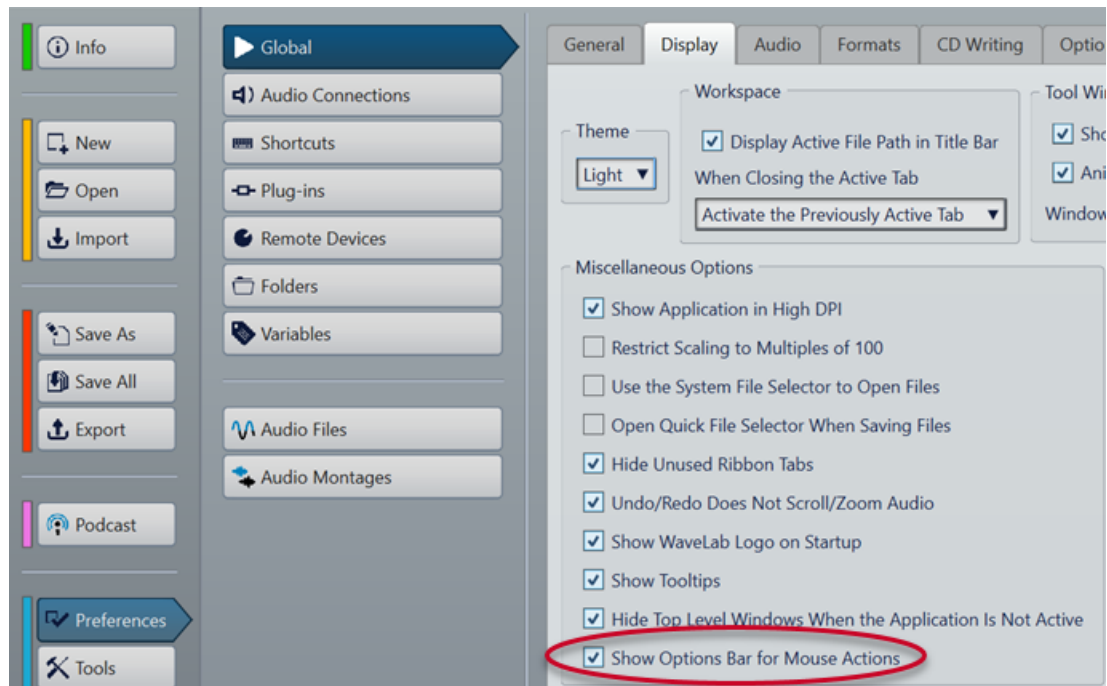 Info
New
Open
Import
Save As
Save All
Export
Podcast
Preferences
Tools
Global
Audio Connections
Shortcuts
Plug-ins
Remote Devices
Folders
Variables
Audio Files
Audio Montages
General Display Audio Formats CD Writing Optio
Theme
Light
Workspace
Display Active File Path in Title Bar
When Closing the Active Tab
Activate the Previously Active Tab
Tool Wi
Sho
Ani
Window
Miscellaneous Options
Show Application in High DPI
Restrict Scaling to Multiples of 100
Use the System File Selector to Open Files
Open Quick File Selector When Saving Files
Hide Unused Ribbon Tabs
Undo/Redo Does Not Scroll/Zoom Audio
Show WaveLab Logo on Startup
Show Tooltips
Hide Top Level Windows When the Application Is Not Active
Show Options Bar for Mouse Actions